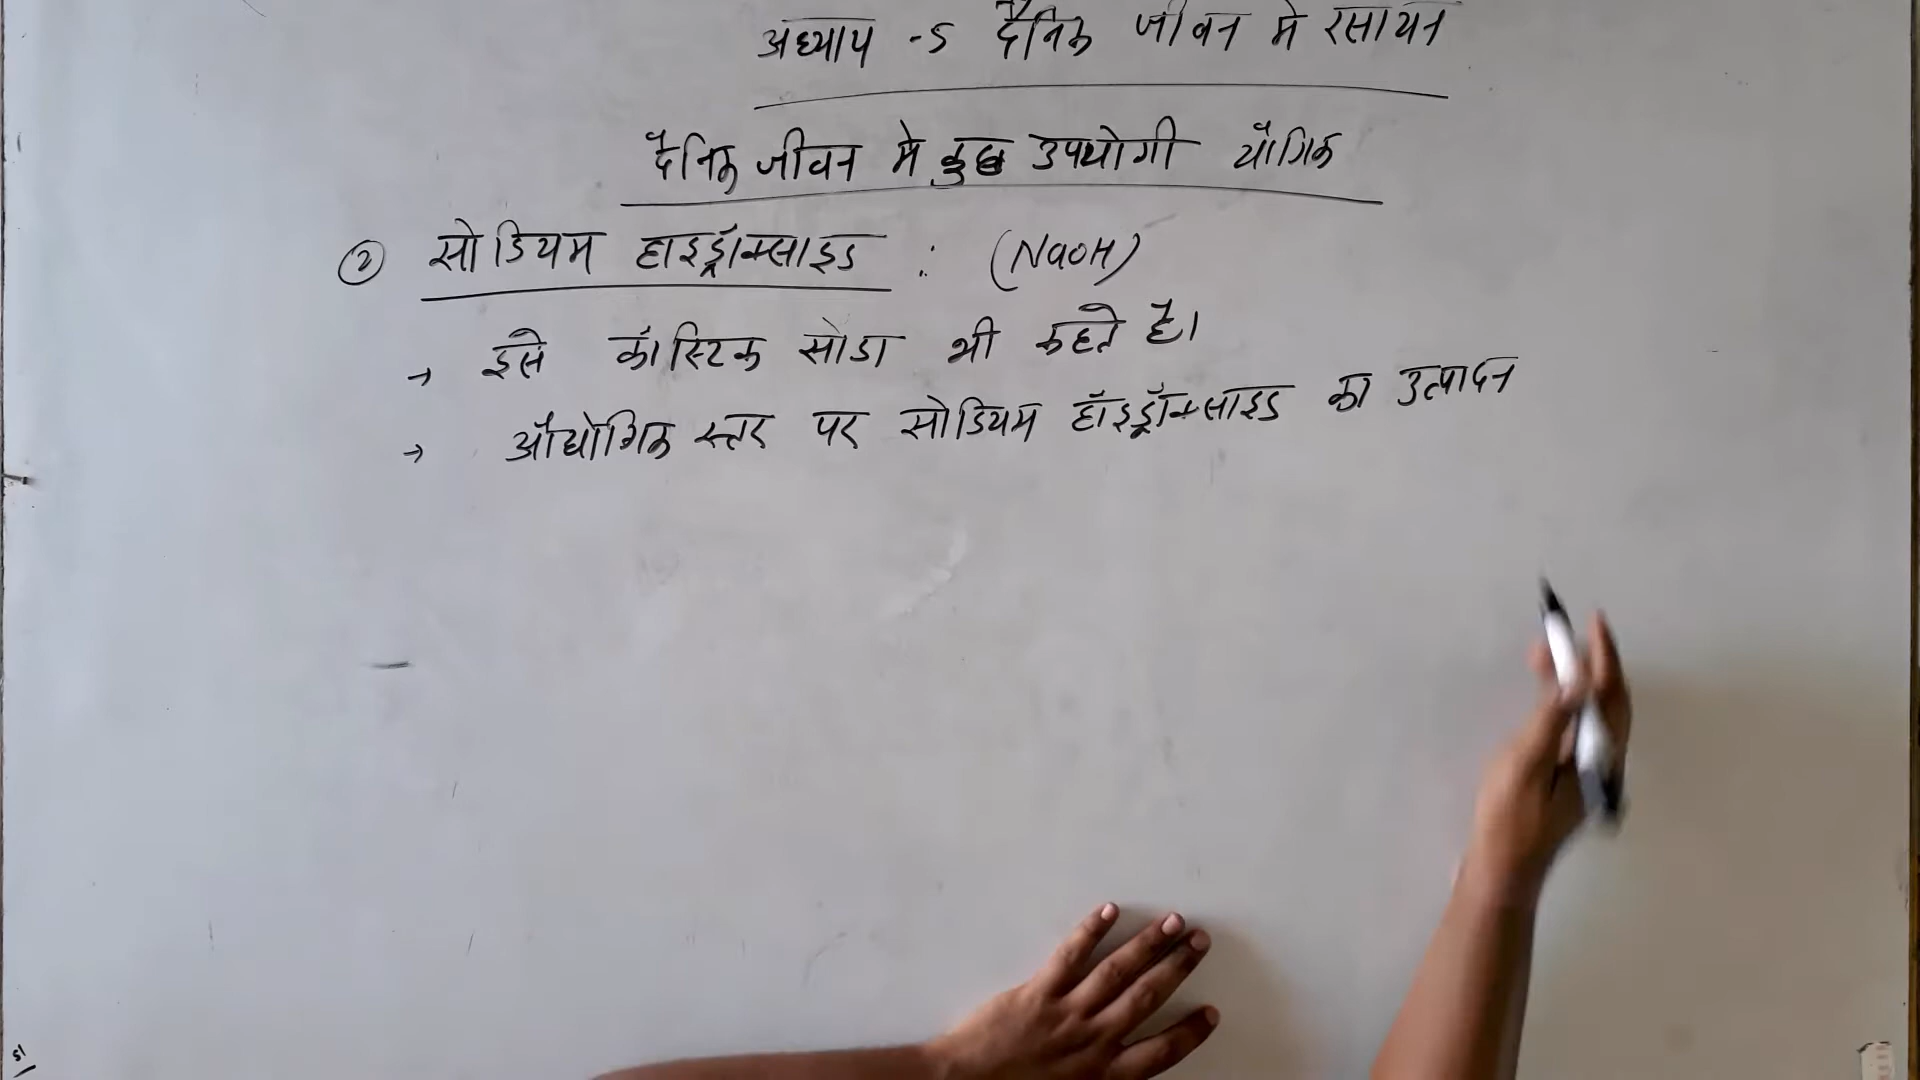 अध्याय -5 दैनिक जीवन मे रसायन
दैनिक जीवन मे कुछ उपयोगी यौगिक
② सोडियम हाइड्रॉक्साइड : (NaOH)
→ इसे कॉस्टिक सोडा भी कहते है।
→ औद्योगिक स्तर पर सोडियम हॉइड्रॉक्साइड का उत्पादन